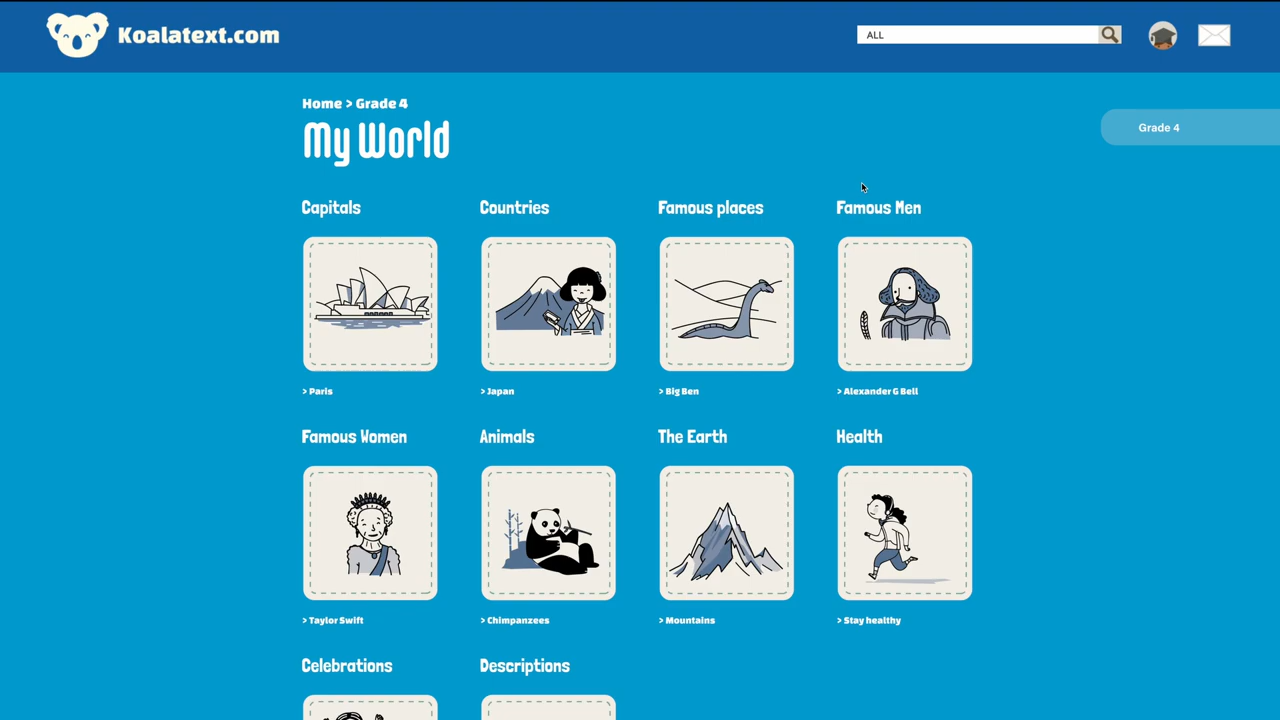 Koalatext.com
ALL
Home > Grade 4
My World
Grade 4
Capitals
Countries
Famous places
Famous Men
> Paris
> Japan
> Big Ben
> Alexander G Bell
Famous Women
Animals
The Earth
Health
> Taylor Swift
> Chimpanzees
> Mountains
> Stay healthy
Celebrations
Descriptions